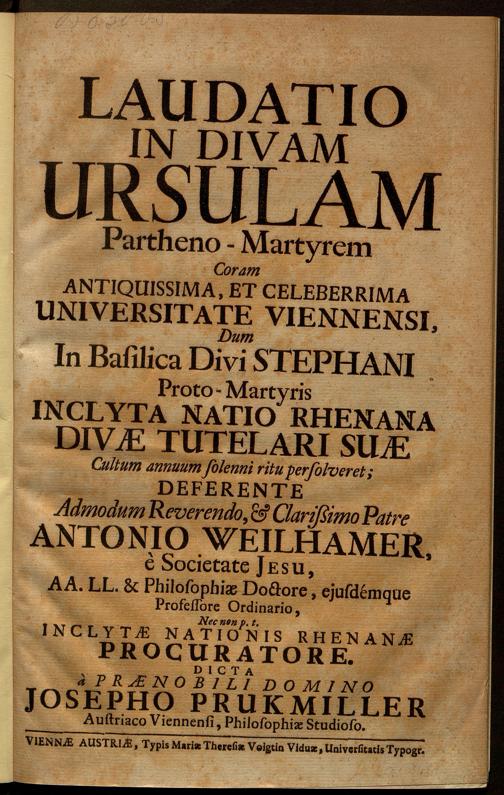 LAUDATIO
IN DIVAM
URSULAM
Partheno-Martyrem
Coram
ANTIQUISSIMA, ET CELEBERRIMA
UNIVERSITATE VIENNENSI,
Dum
In Baſilica Divi STEPHANI
Proto-Martyris
INCLYTA NATIO RHENANA
DIVÆ TUTELARI SUÆ
Cultum annuum ſolenni ritu perſolveret;
DEFERENTE
Admodum Reverendo, & Clariſſimo Patre
ANTONIO WEILHAMER,
è Societate JESU,
AA. LL. & Philoſophiæ Doctore, ejuſdémque
Profeſſore Ordinario,
Nec non p. t.
INCLYTÆ NATIONIS RHENANÆ
PROCURATORE.
DICTA
à PRÆNOBILI DOMINO
JOSEPHO PRUKMILLER
Auſtriaco Viennenſi, Philoſophiæ Studioſo.
VIENNÆ AUSTRIÆ, Typis Mariæ Thereſiæ Voigtin Viduæ, Univerſitatis Typogr.